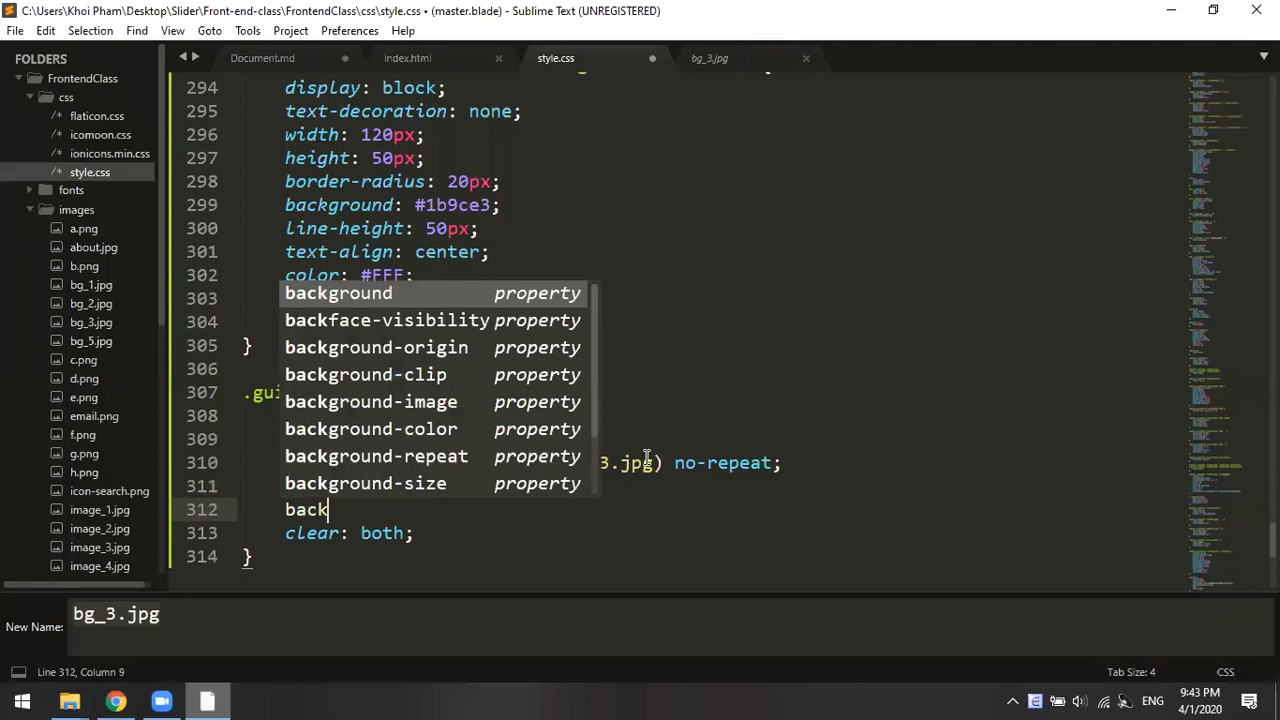 C:\Users\Khoi Pham\Desktop\Slider\Front-end-class\FrontendClass\css\style.css • (master.blade) - Sublime Text (UNREGISTERED)
File Edit Selection Find View Goto Tools Project Preferences Help
FOLDERS
FrontendClass
css
/* flaticon.css
/* icomoon.css
/* ionicons.min.css
/* style.css
fonts
images
a.png
about.jpg
b.png
bg_1.jpg
bg_2.jpg
bg_3.jpg
bg_5.jpg
c.png
d.png
e.png
email.png
f.png
g.png
h.png
icon-search.png
image_1.jpg
image_2.jpg
image_3.jpg
image_4.jpg
Document.md index.html style.css bg_3.jpg
294 display: block;
295 text-decoration: none;
296 width: 120px;
297 height: 50px;
298 border-radius: 20px;
299 background: #1b9ce3;
300 line-height: 50px;
301 text-align: center;
302 color: #FFF;
303
304
305 }
306
307 .gui
308
309
310 3.jpg) no-repeat;
311
312 back
313 clear: both;
314 }
background property
backface-visibility property
background-origin property
background-clip property
background-image property
background-color property
background-repeat property
background-size property
New Name: bg_3.jpg
Line 312, Column 9 Tab Size: 4 CSS
ENG
9:43 PM
4/1/2020